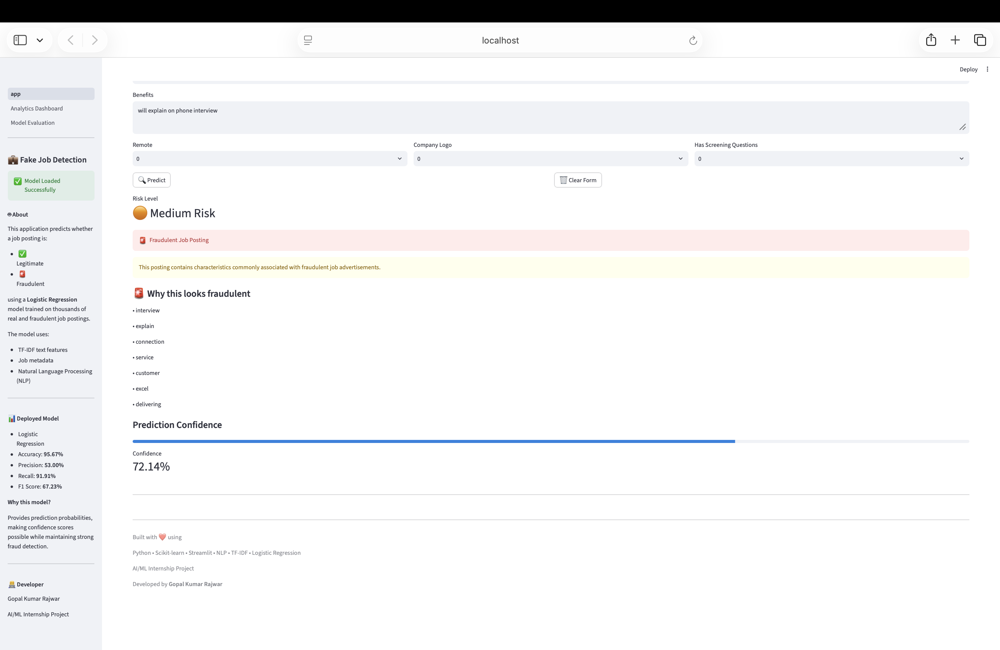 localhost
Deploy
app
Analytics Dashboard
Model Evaluation
💼 Fake Job Detection
✅ Model Loaded
Successfully
About
This application predicts whether
a job posting is:
• ✅
Legitimate
• 🚨
Fraudulent
using a Logistic Regression
model trained on thousands of
real and fraudulent job postings.
The model uses:
• TF-IDF text features
• Job metadata
• Natural Language Processing
(NLP)
📊 Deployed Model
• Logistic
Regression
• Accuracy: 95.67%
• Precision: 53.00%
• Recall: 91.91%
• F1 Score: 67.23%
Why this model?
Provides prediction probabilities,
making confidence scores
possible while maintaining strong
fraud detection.
👨‍💻 Developer
Gopal Kumar Rajwar
AI/ML Internship Project
Benefits
will explain on phone interview
Remote Company Logo Has Screening Questions
0 0 0
🔍 Predict 🗑️ Clear Form
Risk Level
🟠 Medium Risk
🚨 Fraudulent Job Posting
This posting contains characteristics commonly associated with fraudulent job advertisements.
🚨 Why this looks fraudulent
• interview
• explain
• connection
• service
• customer
• excel
• delivering
Prediction Confidence
Confidence
72.14%
Built with ❤️ using
Python • Scikit-learn • Streamlit • NLP • TF-IDF • Logistic Regression
AI/ML Internship Project
Developed by Gopal Kumar Rajwar